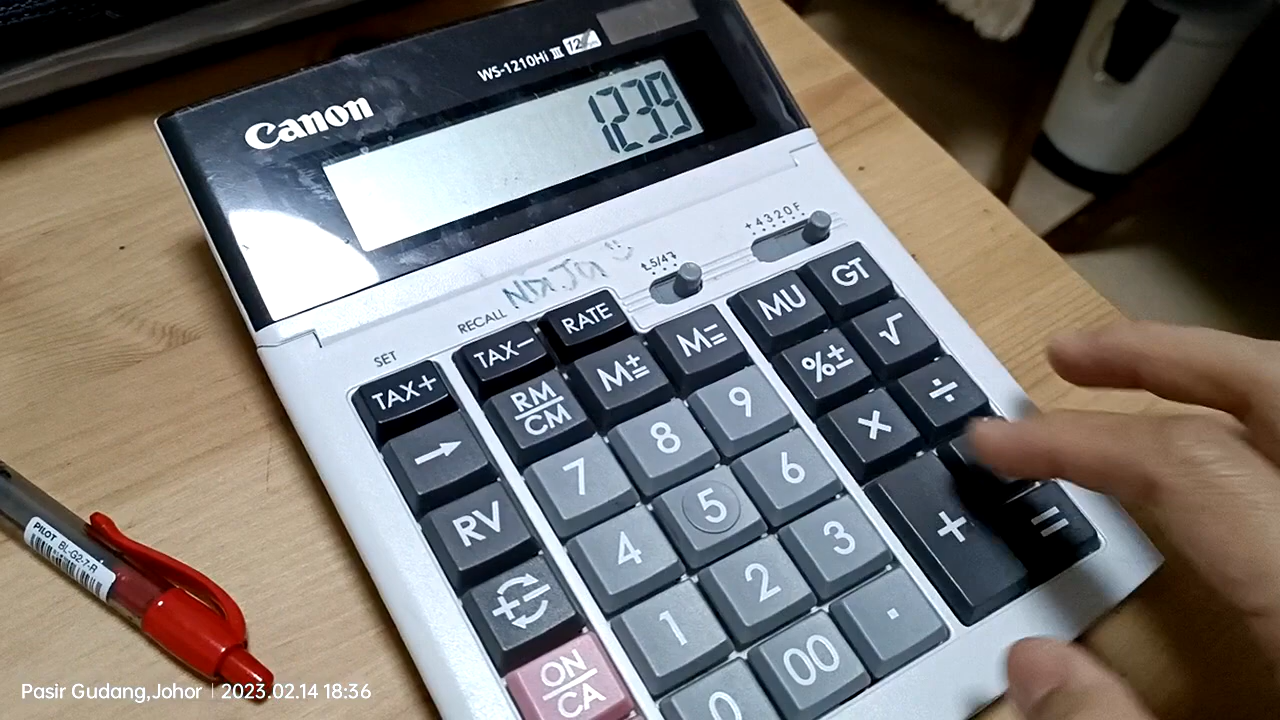 WS-1210Hi III 12
Canon
1239.
+ 4 3 2 0 F
5/4
RECALL
SET
MU GT
TAX+ TAX− RATE
RM/CM M± M= %± √
→ 7 8 9 × ÷
RV 4 5 6 +
+⇄− 1 2 3 =
ON/CA 0 00 .
PILOT BL-G2-7-R
Pasir Gudang,Johor | 2023.02.14 18:36